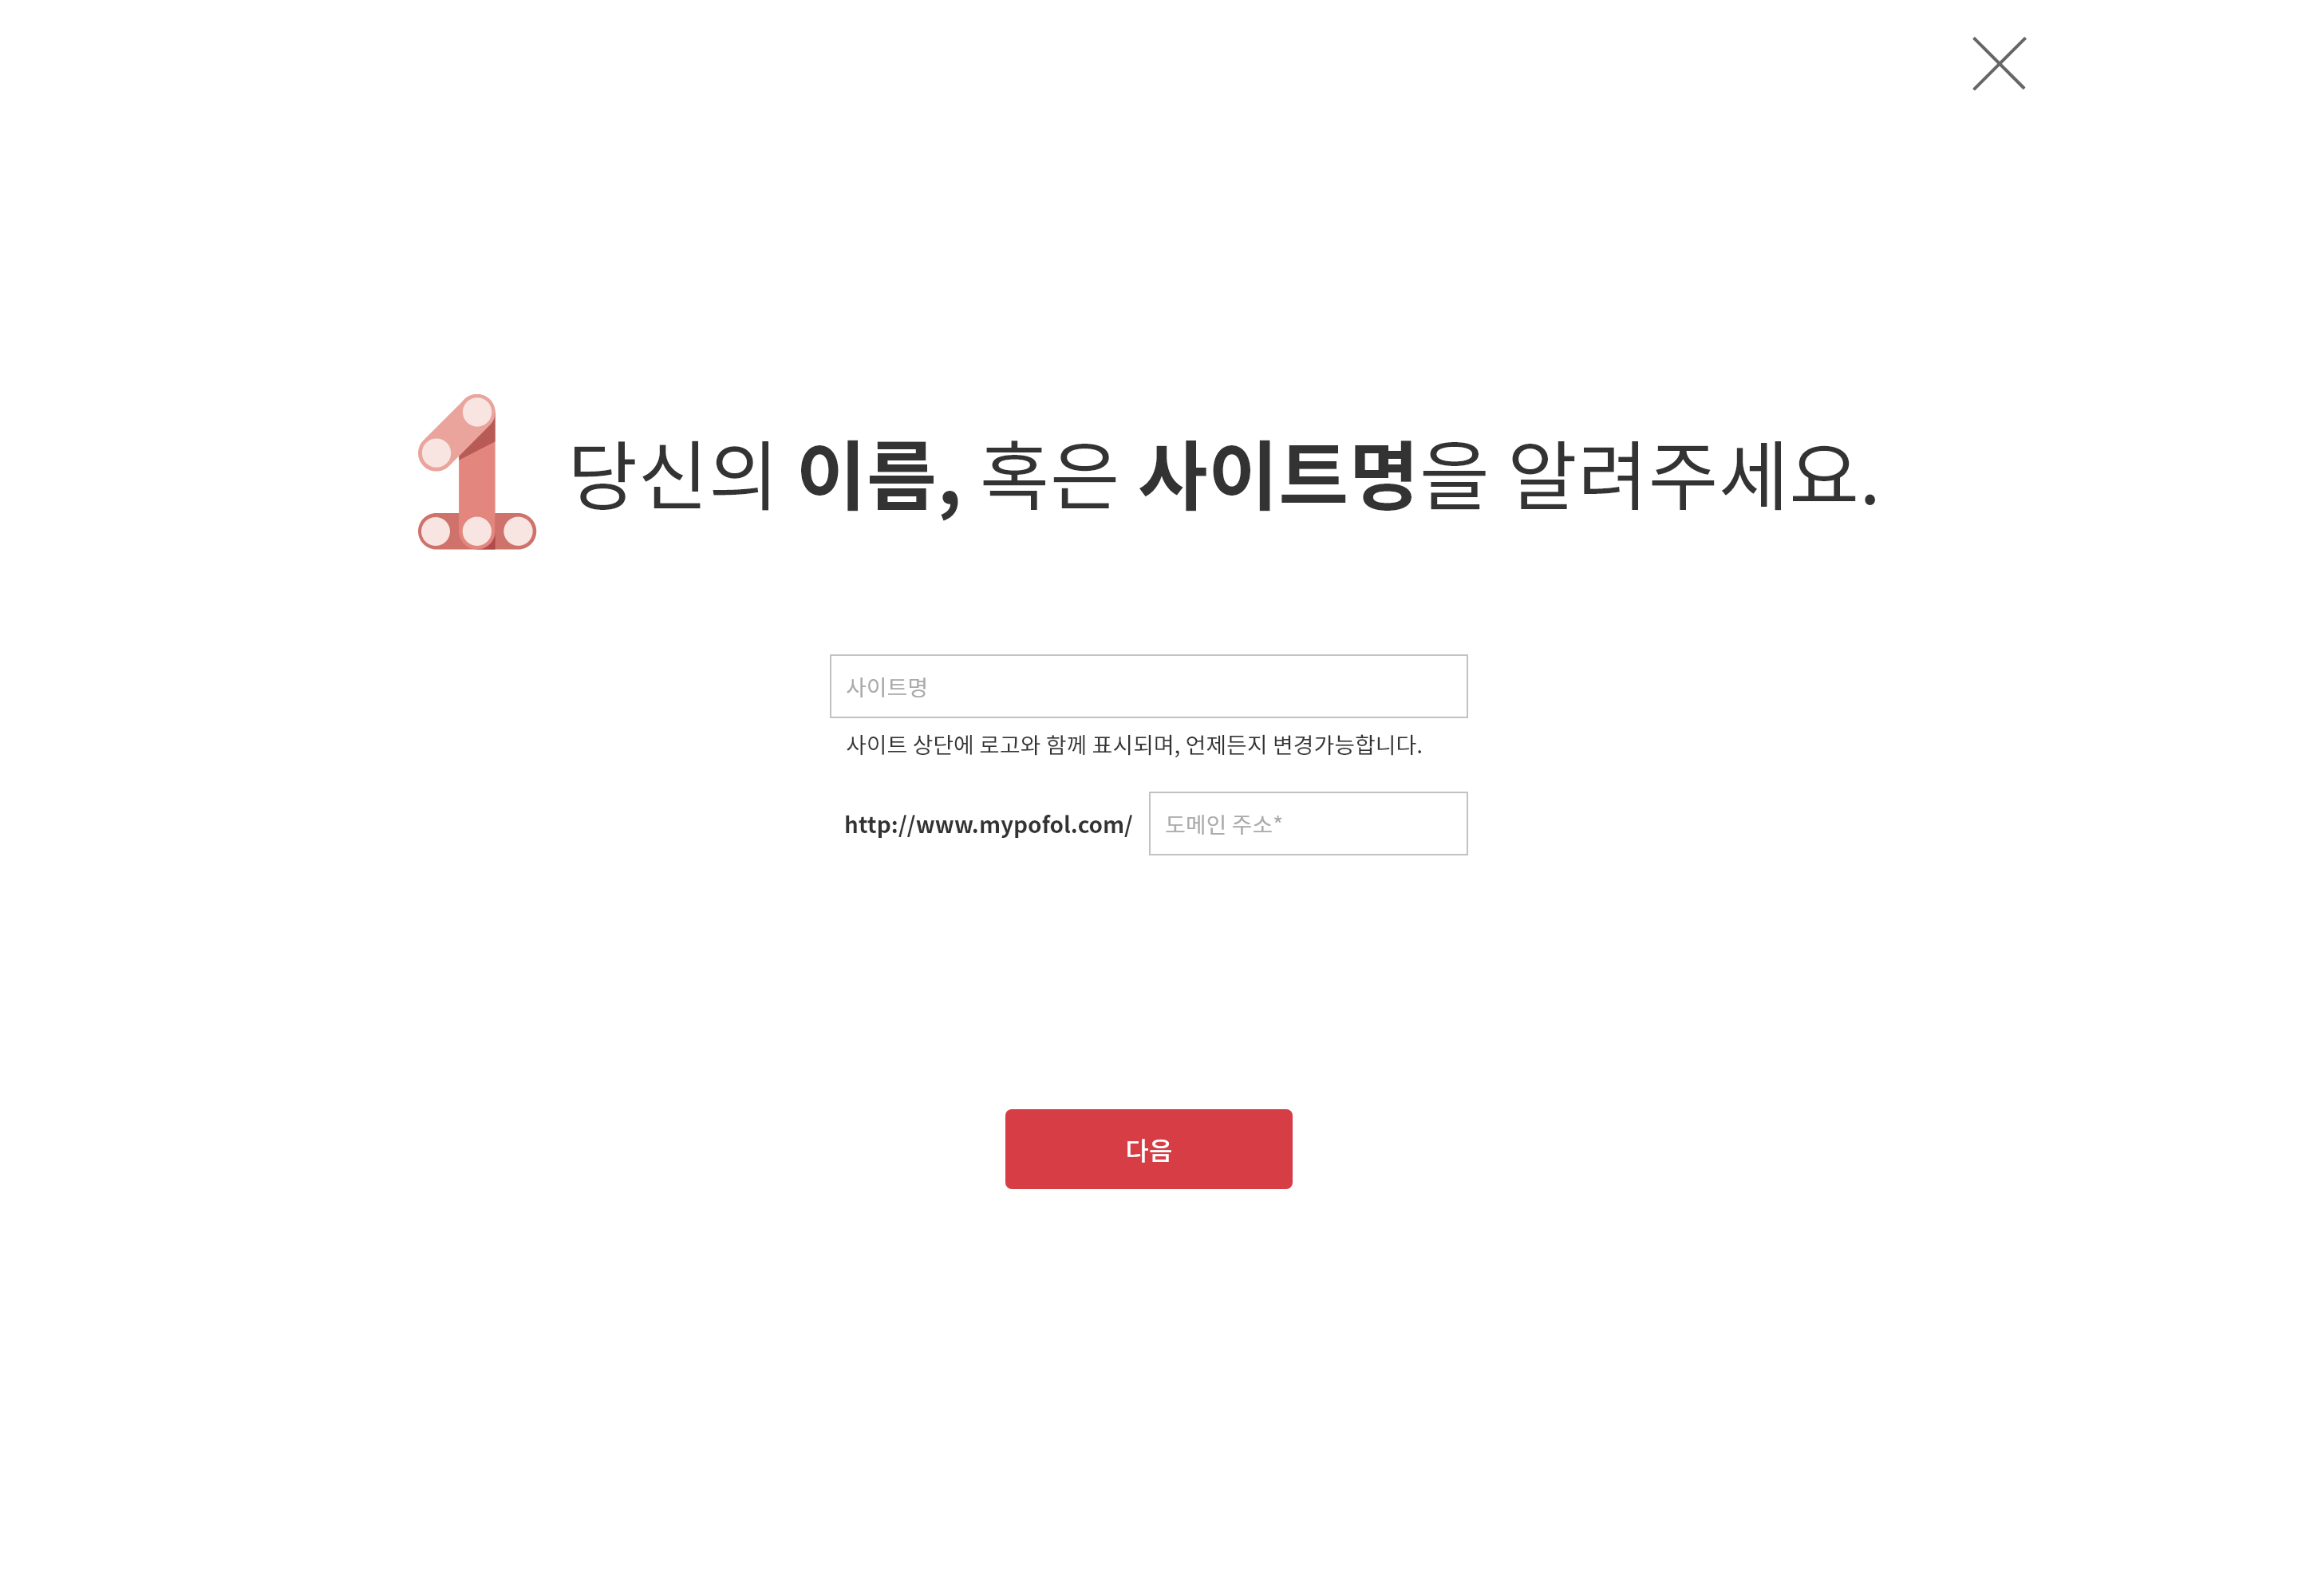 1 당신의 이름, 혹은 사이트명을 알려주세요.
사이트명
사이트 상단에 로고와 함께 표시되며, 언제든지 변경가능합니다.
http://www.mypofol.com/ 도메인 주소*
다음